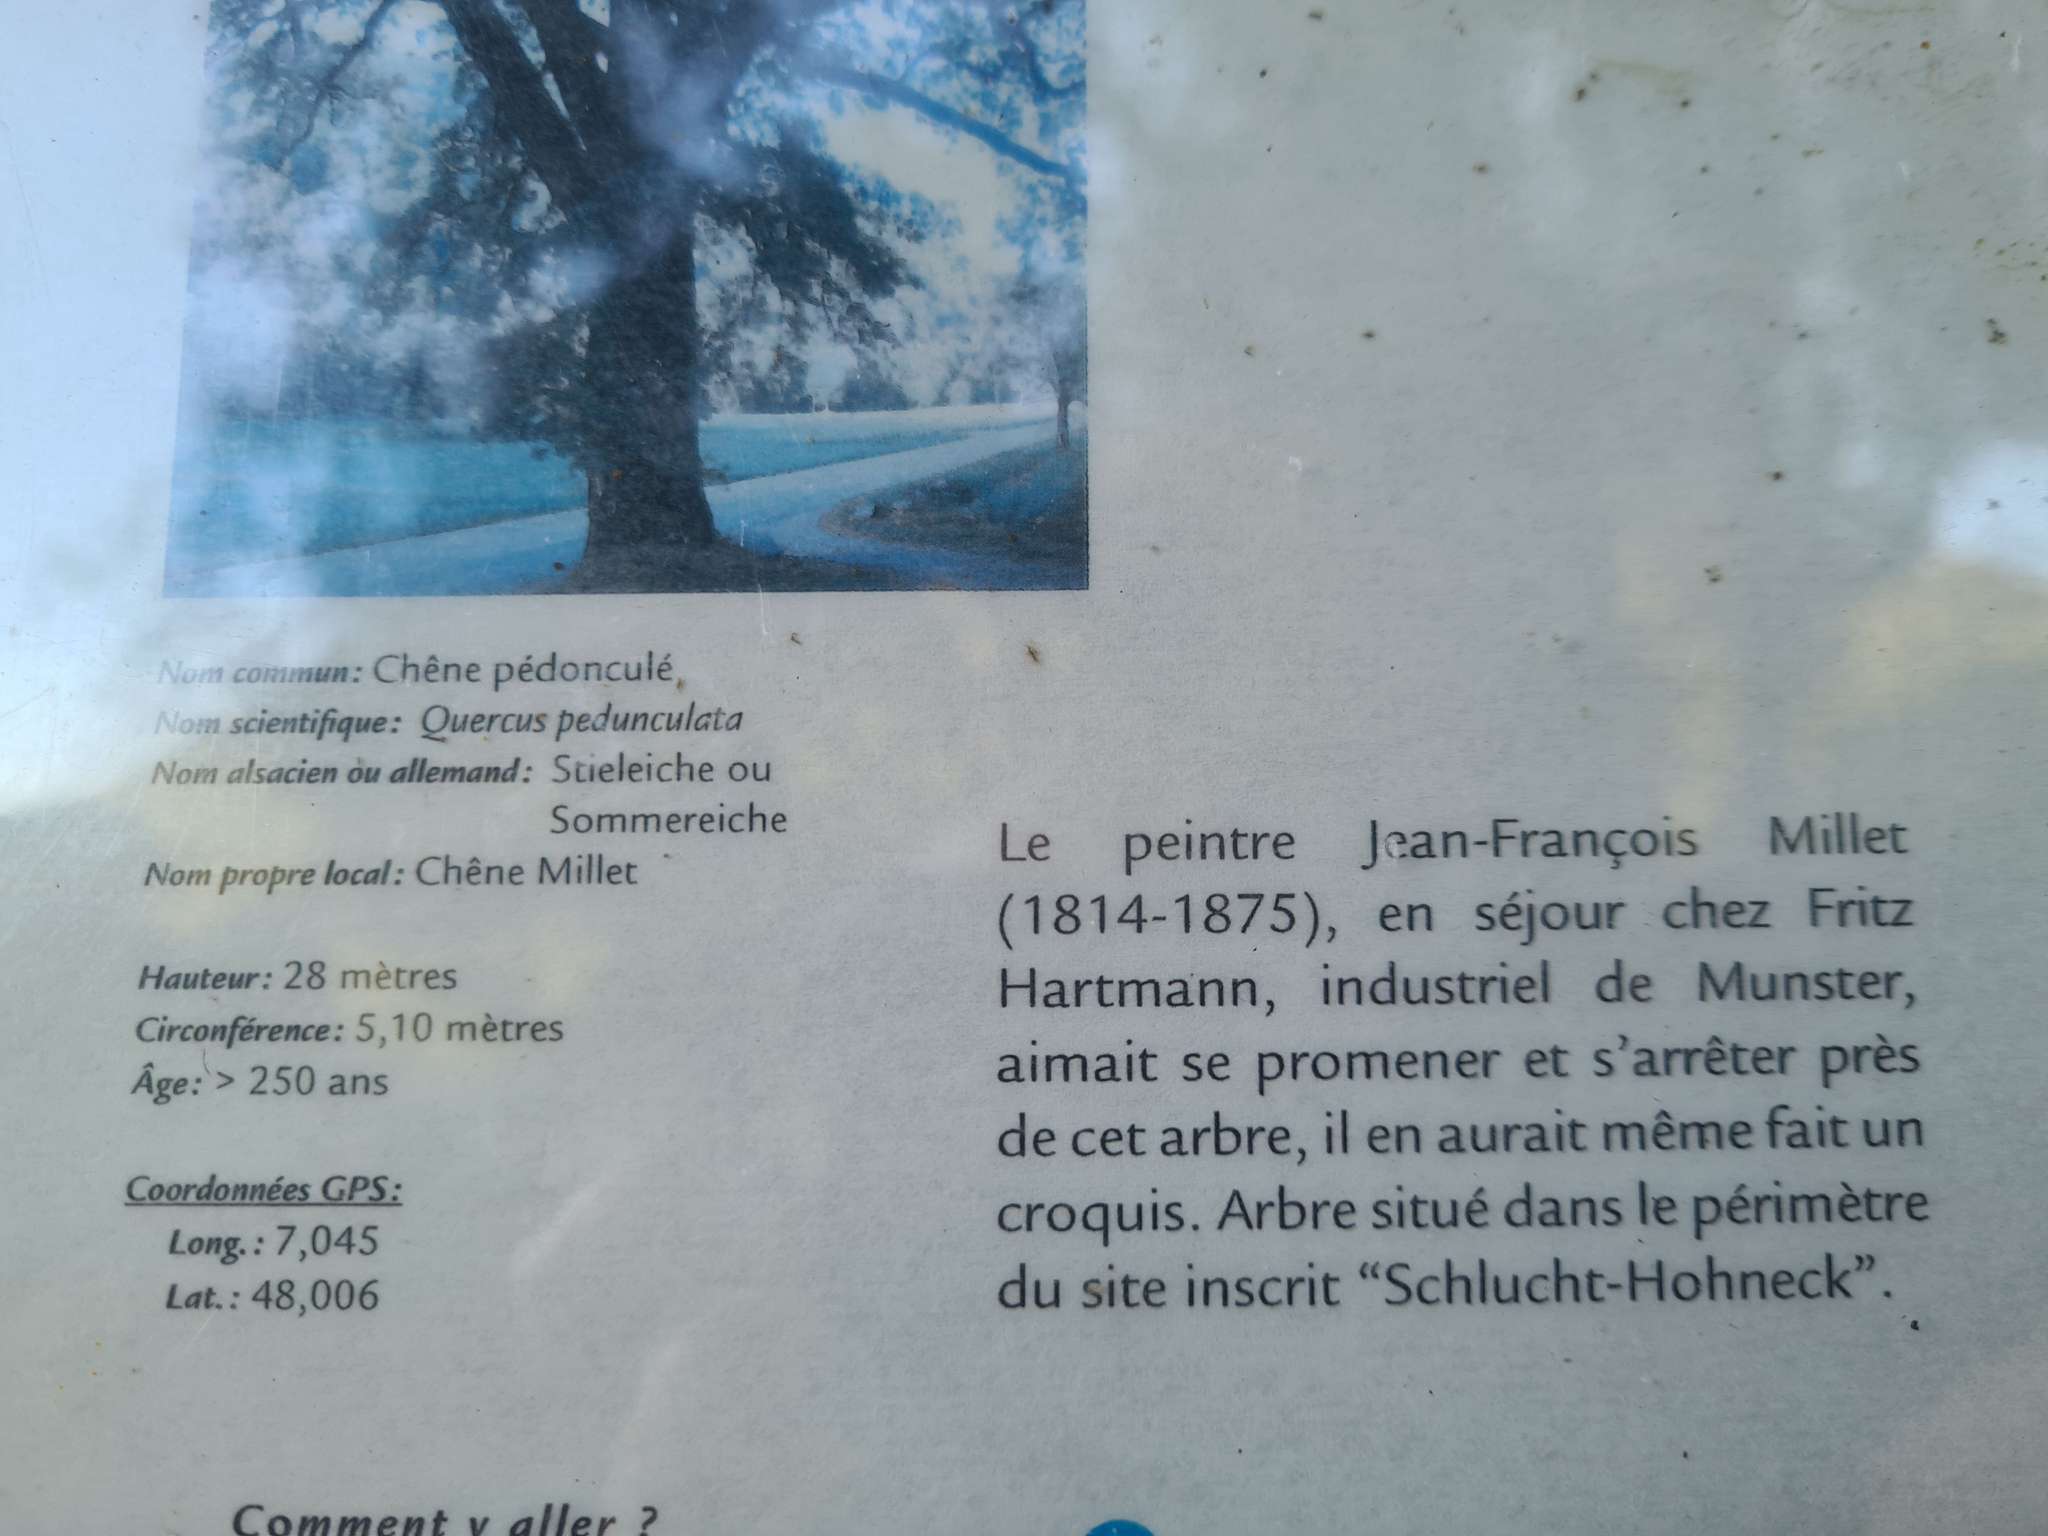 Nom commun: Chêne pédonculé
Nom scientifique: Quercus pedunculata
Nom alsacien ou allemand: Stieleiche ou
Sommereiche
Nom propre local: Chêne Millet
Hauteur: 28 mètres
Circonférence: 5,10 mètres
Âge: > 250 ans
Coordonnées GPS:
Long.: 7,045
Lat.: 48,006
Le peintre Jean-François Millet
(1814-1875), en séjour chez Fritz
Hartmann, industriel de Munster,
aimait se promener et s’arrêter près
de cet arbre, il en aurait même fait un
croquis. Arbre situé dans le périmètre
du site inscrit “Schlucht-Hohneck”.
Comment y aller ?